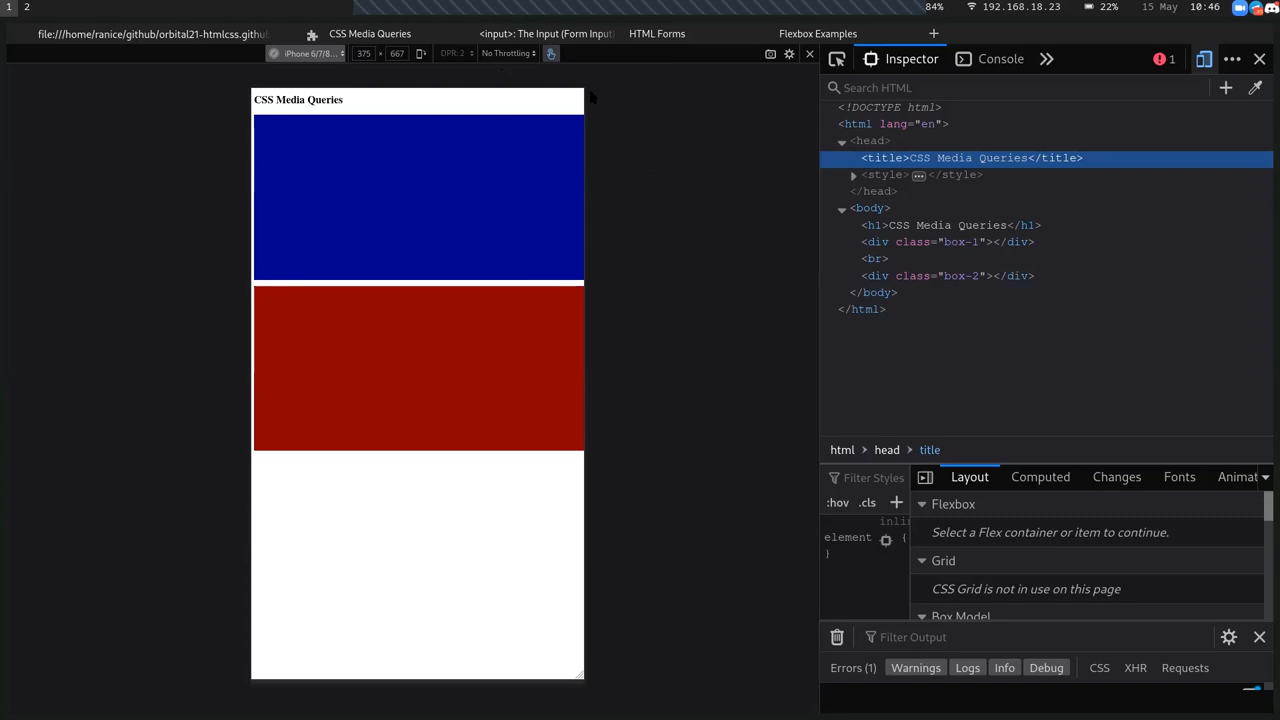 1 2 84% 192.168.18.23 22% 15 May 10:46
file:///home/ranice/github/orbital21-htmlcss.github CSS Media Queries <input>: The Input (Form Input) HTML Forms Flexbox Examples +
iPhone 6/7/8... 375 × 667 DPR: 2 No Throttling
Inspector Console 1
Search HTML
CSS Media Queries
<!DOCTYPE html>
<html lang="en">
<head>
<title>CSS Media Queries</title>
<style> ••• </style>
</head>
<body>
<h1>CSS Media Queries</h1>
<div class="box-1"></div>
<br>
<div class="box-2"></div>
</body>
</html>
html head title
Filter Styles Layout Computed Changes Fonts Animat
:hov .cls +
Flexbox
inlin
element { 
}
Select a Flex container or item to continue.
Grid
CSS Grid is not in use on this page
Box Model
Filter Output
Errors (1) Warnings Logs Info Debug CSS XHR Requests